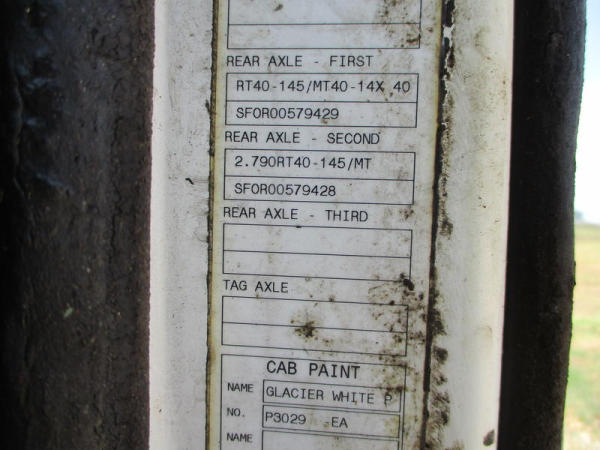 REAR AXLE - FIRST
RT40-145/MT40-14X 40
SFOR00579429
REAR AXLE - SECOND
2.790RT40-145/MT
SFOR00579428
REAR AXLE - THIRD
TAG AXLE
CAB PAINT
NAME GLACIER WHITE P
NO. P3029 EA
NAME